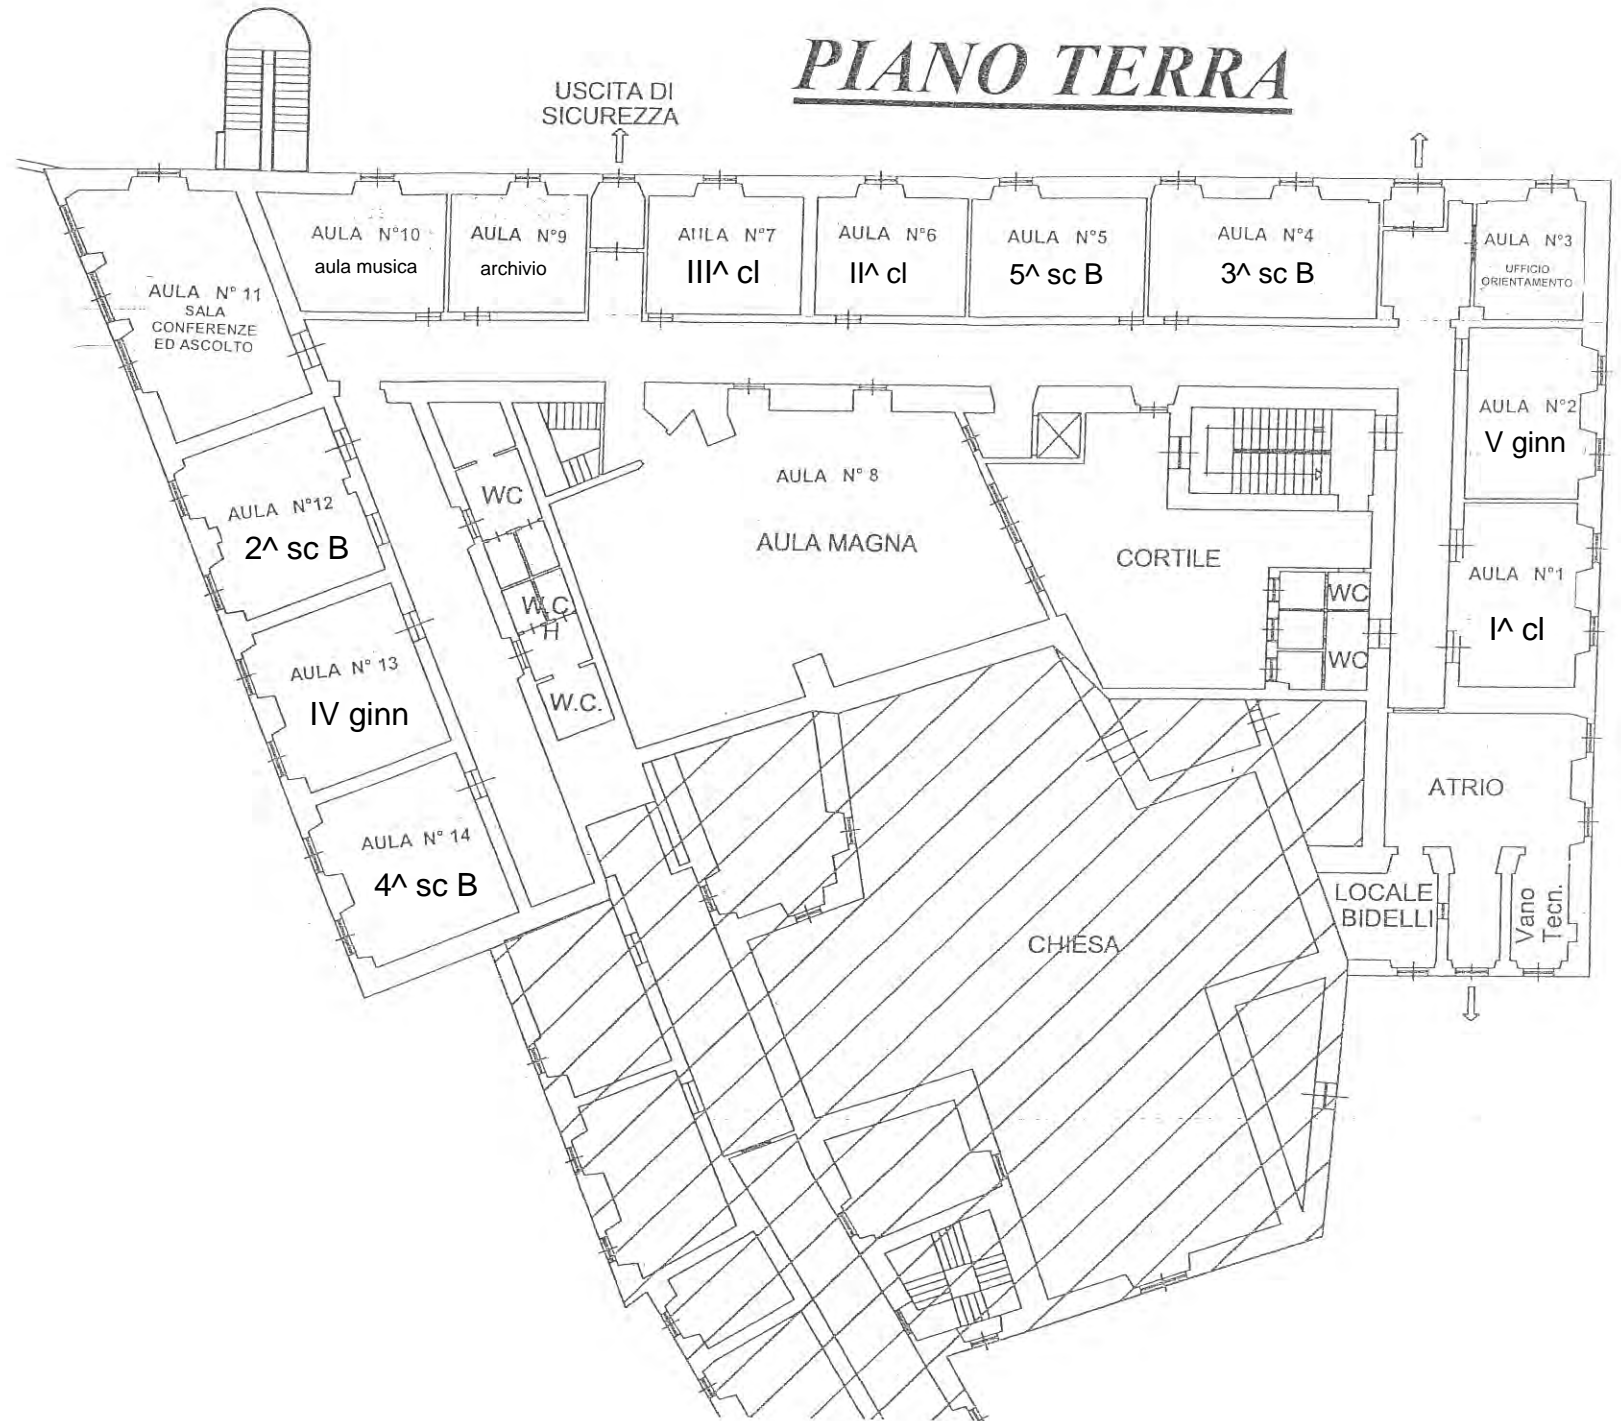 PIANO TERRA
USCITA DI
SICUREZZA
AULA N°10
aula musica
AULA N°9
archivio
AULA N°7
III^ cl
AULA N°6
II^ cl
AULA N°5
5^ sc B
AULA N°4
3^ sc B
AULA N°3
UFFICIO
ORIENTAMENTO
AULA N° 11
SALA
CONFERENZE
ED ASCOLTO
AULA N°2
V ginn
AULA N°12
2^ sc B
WC
AULA N° 8
AULA MAGNA
CORTILE
AULA N°1
I^ cl
W.C.
H
WC
WC
AULA N° 13
IV ginn
W.C.
ATRIO
AULA N° 14
4^ sc B
LOCALE
BIDELLI
Vano
Tecn.
CHIESA